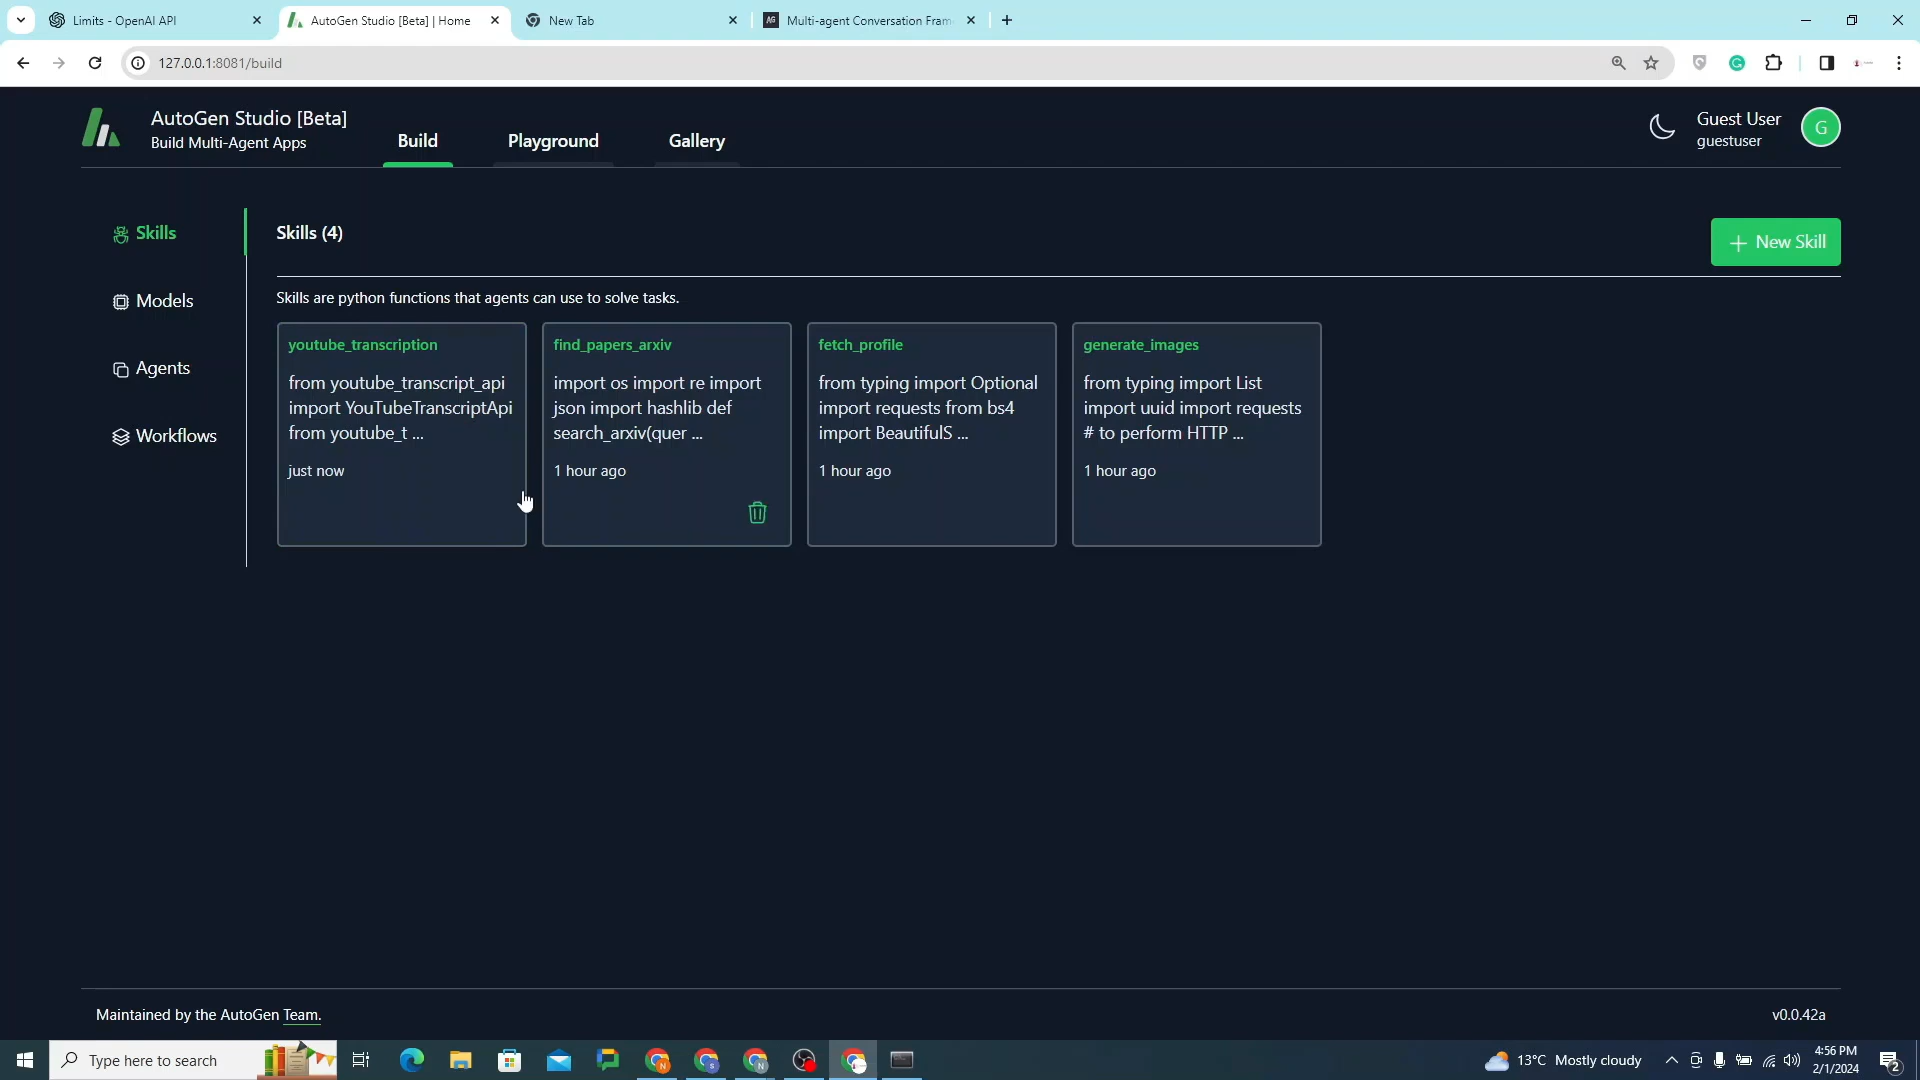 Limits - OpenAI API
AutoGen Studio [Beta] | Home
New Tab
Multi-agent Conversation Fram
127.0.0.1:8081/build
AutoGen Studio [Beta]
Build Multi-Agent Apps
Build
Playground
Gallery
Guest User
guestuser
G
Skills
Models
Agents
Workflows
Skills (4)
+ New Skill
Skills are python functions that agents can use to solve tasks.
youtube_transcription
from youtube_transcript_api
import YouTubeTranscriptApi
from youtube_t ...
just now
find_papers_arxiv
import os import re import
json import hashlib def
search_arxiv(quer ...
1 hour ago
fetch_profile
from typing import Optional
import requests from bs4
import BeautifulS ...
1 hour ago
generate_images
from typing import List
import uuid import requests
# to perform HTTP ...
1 hour ago
Maintained by the AutoGen Team.
v0.0.42a
Type here to search
13°C Mostly cloudy
4:56 PM
2/1/2024
2